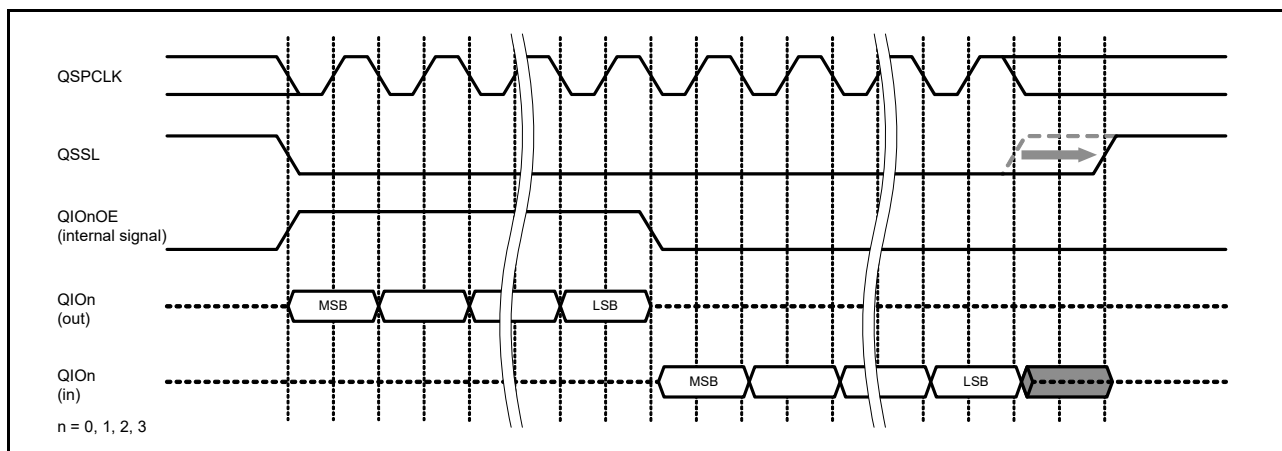 QSPCLK
QSSL
QIOnOE
(internal signal)
QIOn
(out)
MSB
LSB
QIOn
(in)
MSB
LSB
n = 0, 1, 2, 3